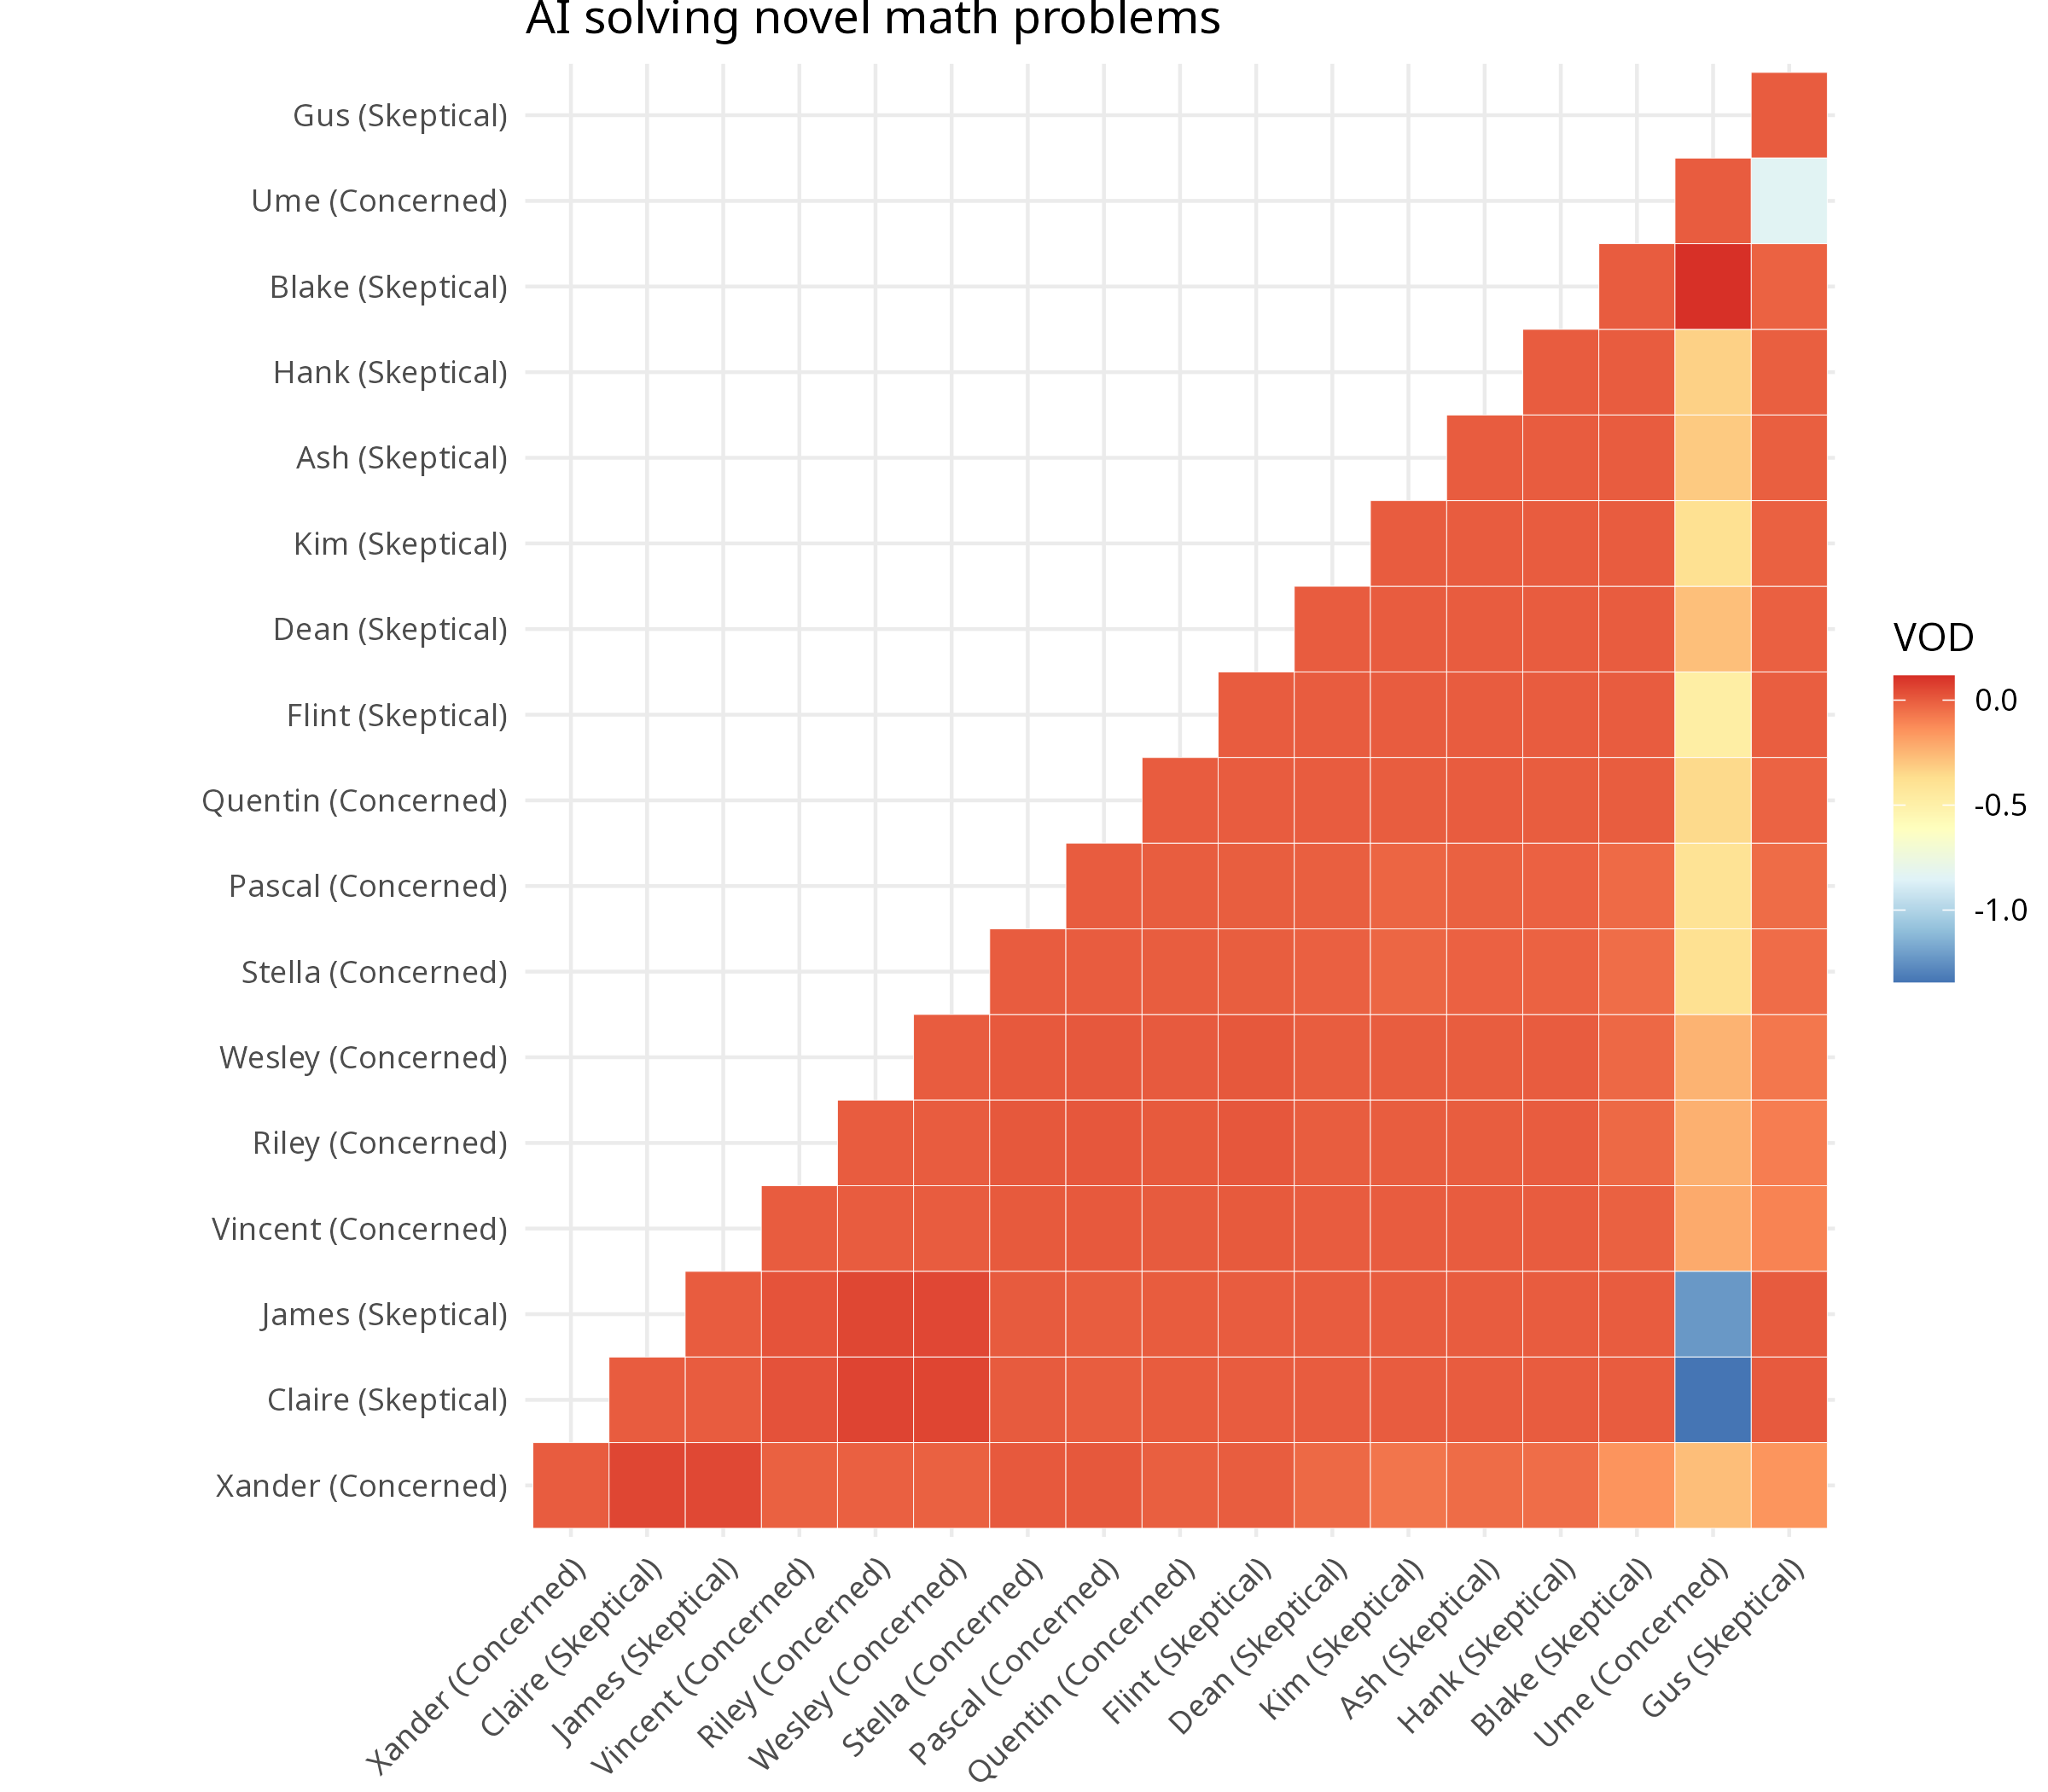 AI solving novel math problems
Gus (Skeptical)
Ume (Concerned)
Blake (Skeptical)
Hank (Skeptical)
Ash (Skeptical)
Kim (Skeptical)
Dean (Skeptical)
Flint (Skeptical)
Quentin (Concerned)
Pascal (Concerned)
Stella (Concerned)
Wesley (Concerned)
Riley (Concerned)
Vincent (Concerned)
James (Skeptical)
Claire (Skeptical)
Xander (Concerned)
Xander (Concerned)
Claire (Skeptical)
James (Skeptical)
Vincent (Concerned)
Riley (Concerned)
Wesley (Concerned)
Stella (Concerned)
Pascal (Concerned)
Quentin (Concerned)
Flint (Skeptical)
Dean (Skeptical)
Kim (Skeptical)
Ash (Skeptical)
Hank (Skeptical)
Blake (Skeptical)
Ume (Concerned)
Gus (Skeptical)
VOD
0.0
-0.5
-1.0